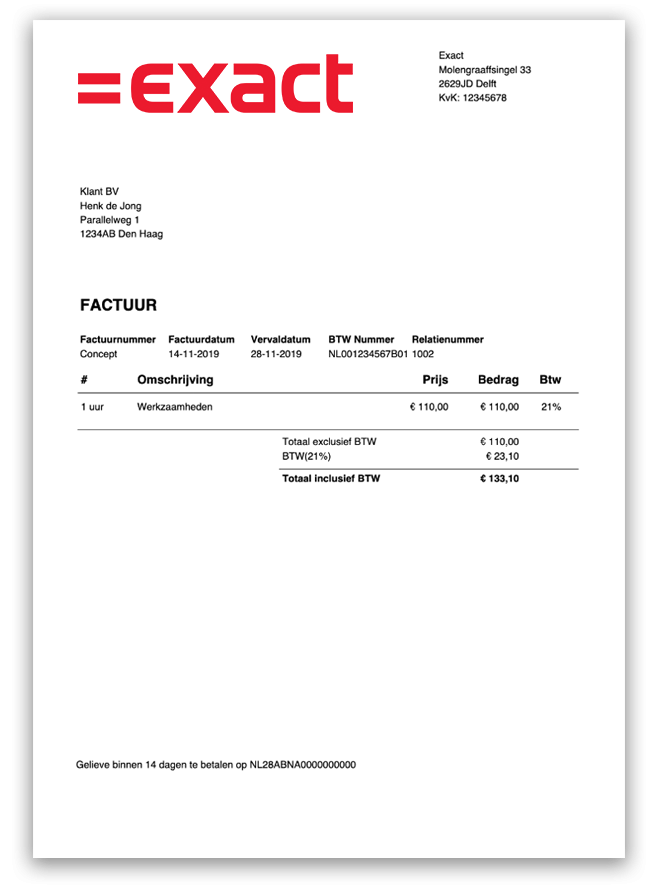 =exact
Exact
Molengraaffsingel 33
2629JD Delft
KvK: 12345678
Klant BV
Henk de Jong
Parallelweg 1
1234AB Den Haag
FACTUUR
Factuurnummer Factuurdatum Vervaldatum BTW Nummer Relatienummer
Concept 14-11-2019 28-11-2019 NL001234567B01 1002
# Omschrijving Prijs Bedrag Btw
1 uur Werkzaamheden € 110,00 € 110,00 21%
Totaal exclusief BTW € 110,00
BTW(21%) € 23,10
Totaal inclusief BTW € 133,10
Gelieve binnen 14 dagen te betalen op NL28ABNA0000000000